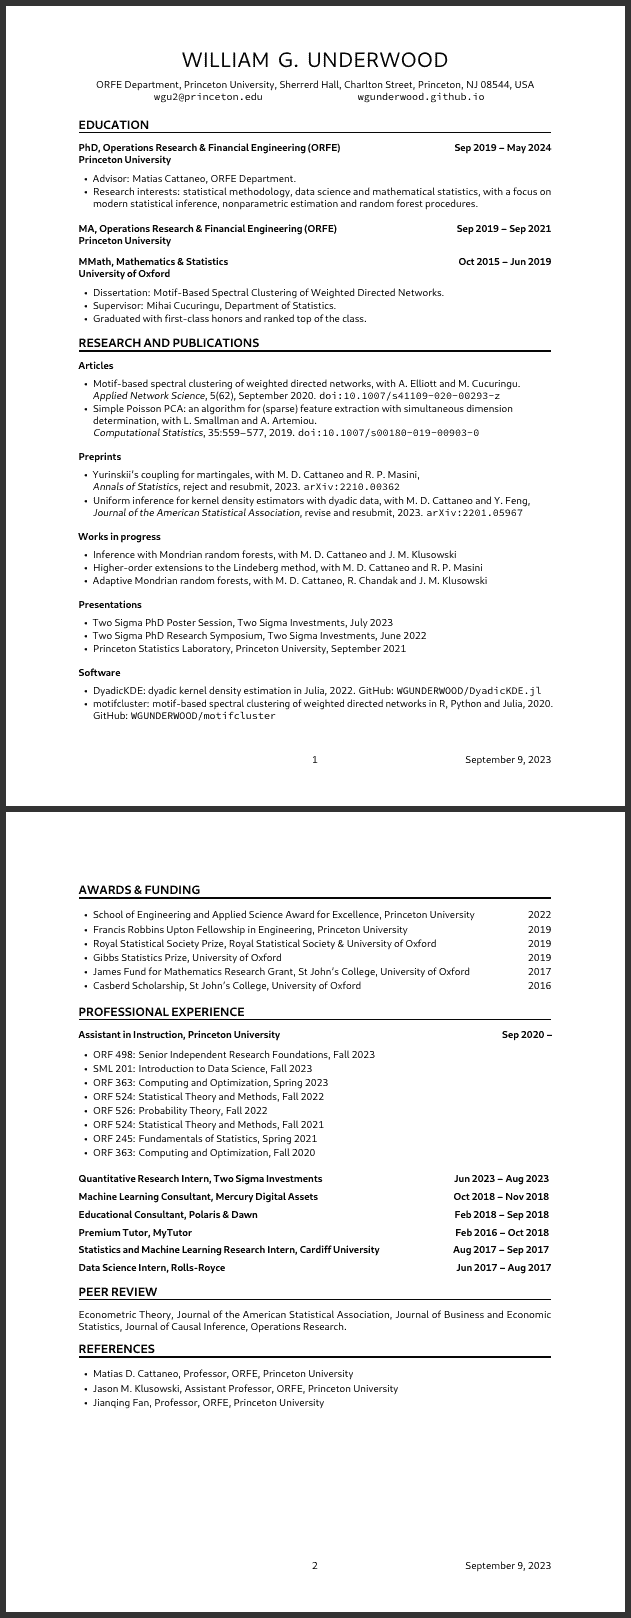 WILLIAM G. UNDERWOOD
ORFE Department, Princeton University, Sherrerd Hall, Charlton Street, Princeton, NJ 08544, USA
wgu2@princeton.edu wgunderwood.github.io
EDUCATION
PhD, Operations Research & Financial Engineering (ORFE) Sep 2019 – May 2024
Princeton University
• Advisor: Matias Cattaneo, ORFE Department.
• Research interests: statistical methodology, data science and mathematical statistics, with a focus on
modern statistical inference, nonparametric estimation and random forest procedures.
MA, Operations Research & Financial Engineering (ORFE) Sep 2019 – Sep 2021
Princeton University
MMath, Mathematics & Statistics Oct 2015 – Jun 2019
University of Oxford
• Dissertation: Motif-Based Spectral Clustering of Weighted Directed Networks.
• Supervisor: Mihai Cucuringu, Department of Statistics.
• Graduated with first-class honors and ranked top of the class.
RESEARCH AND PUBLICATIONS
Articles
• Motif-based spectral clustering of weighted directed networks, with A. Elliott and M. Cucuringu.
Applied Network Science, 5(62), September 2020. doi:10.1007/s41109-020-00293-z
• Simple Poisson PCA: an algorithm for (sparse) feature extraction with simultaneous dimension
determination, with L. Smallman and A. Artemiou.
Computational Statistics, 35:559–577, 2019. doi:10.1007/s00180-019-00903-0
Preprints
• Yurinskii's coupling for martingales, with M. D. Cattaneo and R. P. Masini,
Annals of Statistics, reject and resubmit, 2023. arXiv:2210.00362
• Uniform inference for kernel density estimators with dyadic data, with M. D. Cattaneo and Y. Feng,
Journal of the American Statistical Association, revise and resubmit, 2023. arXiv:2201.05967
Works in progress
• Inference with Mondrian random forests, with M. D. Cattaneo and J. M. Klusowski
• Higher-order extensions to the Lindeberg method, with M. D. Cattaneo and R. P. Masini
• Adaptive Mondrian random forests, with M. D. Cattaneo, R. Chandak and J. M. Klusowski
Presentations
• Two Sigma PhD Poster Session, Two Sigma Investments, July 2023
• Two Sigma PhD Research Symposium, Two Sigma Investments, June 2022
• Princeton Statistics Laboratory, Princeton University, September 2021
Software
• DyadicKDE: dyadic kernel density estimation in Julia, 2022. GitHub: WGUNDERWOOD/DyadicKDE.jl
• motifcluster: motif-based spectral clustering of weighted directed networks in R, Python and Julia, 2020.
GitHub: WGUNDERWOOD/motifcluster
1 September 9, 2023
AWARDS & FUNDING
• School of Engineering and Applied Science Award for Excellence, Princeton University 2022
• Francis Robbins Upton Fellowship in Engineering, Princeton University 2019
• Royal Statistical Society Prize, Royal Statistical Society & University of Oxford 2019
• Gibbs Statistics Prize, University of Oxford 2019
• James Fund for Mathematics Research Grant, St John's College, University of Oxford 2017
• Casberd Scholarship, St John's College, University of Oxford 2016
PROFESSIONAL EXPERIENCE
Assistant in Instruction, Princeton University Sep 2020 –
• ORF 498: Senior Independent Research Foundations, Fall 2023
• SML 201: Introduction to Data Science, Fall 2023
• ORF 363: Computing and Optimization, Spring 2023
• ORF 524: Statistical Theory and Methods, Fall 2022
• ORF 526: Probability Theory, Fall 2022
• ORF 524: Statistical Theory and Methods, Fall 2021
• ORF 245: Fundamentals of Statistics, Spring 2021
• ORF 363: Computing and Optimization, Fall 2020
Quantitative Research Intern, Two Sigma Investments Jun 2023 – Aug 2023
Machine Learning Consultant, Mercury Digital Assets Oct 2018 – Nov 2018
Educational Consultant, Polaris & Dawn Feb 2018 – Sep 2018
Premium Tutor, MyTutor Feb 2016 – Oct 2018
Statistics and Machine Learning Research Intern, Cardiff University Aug 2017 – Sep 2017
Data Science Intern, Rolls-Royce Jun 2017 – Aug 2017
PEER REVIEW
Econometric Theory, Journal of the American Statistical Association, Journal of Business and Economic
Statistics, Journal of Causal Inference, Operations Research.
REFERENCES
• Matias D. Cattaneo, Professor, ORFE, Princeton University
• Jason M. Klusowski, Assistant Professor, ORFE, Princeton University
• Jianqing Fan, Professor, ORFE, Princeton University
2 September 9, 2023